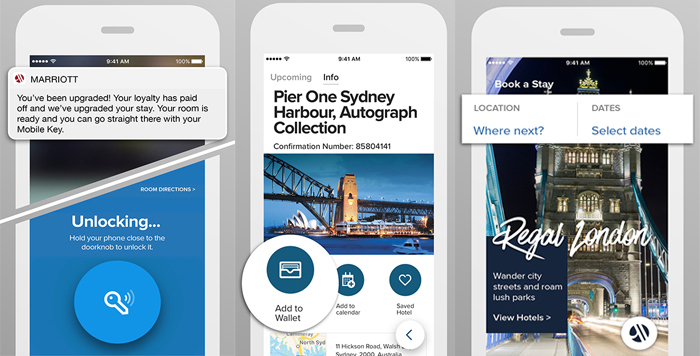 9:41 AM
100%
MARRIOTT
You've been upgraded! Your loyalty has paid
off and we've upgraded your stay. Your room is
ready and you can go straight there with your
Mobile Key.
ROOM DIRECTIONS >
Unlocking...
Hold your phone close to the
doorknob to unlock it.
9:41 AM
100%
Upcoming
Info
Pier One Sydney
Harbour, Autograph
Collection
Confirmation Number: 85804141
Add to
Wallet
Add to
calendar
Saved
Hotel
North Syd
11 Hickson Road, Walsh
Sydney, 2000, Australia
9:41 AM
100%
Book a Stay
LOCATION
Where next?
DATES
Select dates
Regal London
Wander city
streets and roam
lush parks
View Hotels >